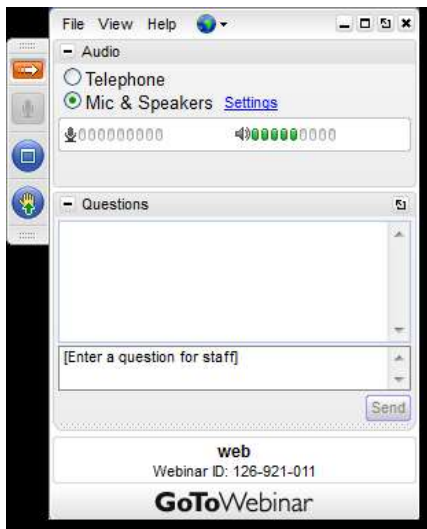 File View Help
Audio
Telephone
Mic & Speakers Settings
Questions
[Enter a question for staff]
Send
web
Webinar ID: 126-921-011
GoToWebinar